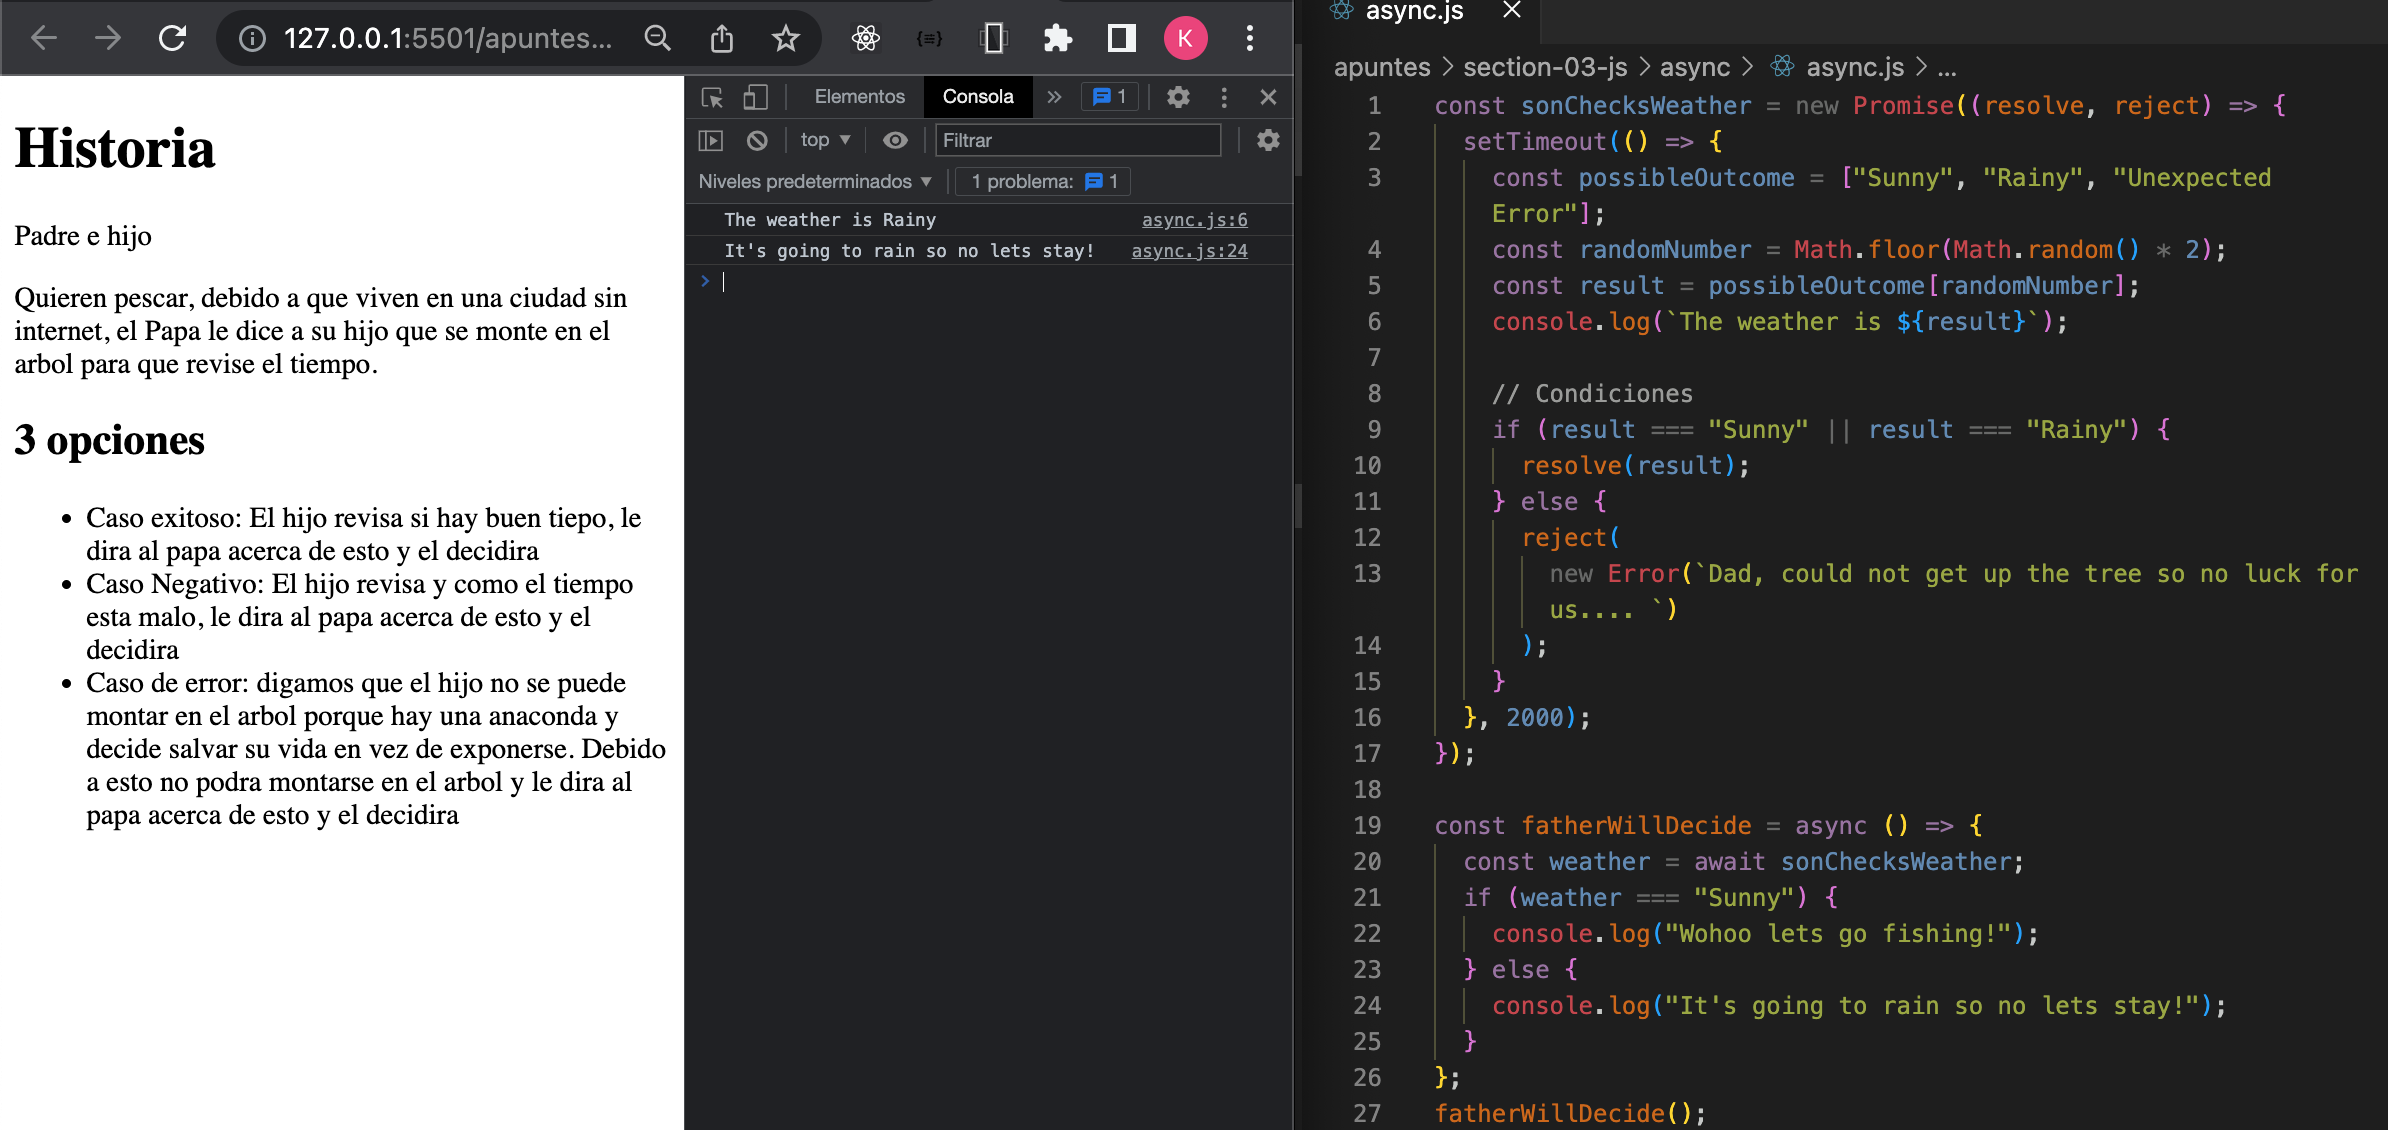 127.0.0.1:5501/apuntes...
K
Historia
Padre e hijo
Quieren pescar, debido a que viven en una ciudad sin
internet, el Papa le dice a su hijo que se monte en el
arbol para que revise el tiempo.
3 opciones
• Caso exitoso: El hijo revisa si hay buen tiepo, le
dira al papa acerca de esto y el decidira
• Caso Negativo: El hijo revisa y como el tiempo
esta malo, le dira al papa acerca de esto y el
decidira
• Caso de error: digamos que el hijo no se puede
montar en el arbol porque hay una anaconda y
decide salvar su vida en vez de exponerse. Debido
a esto no podra montarse en el arbol y le dira al
papa acerca de esto y el decidira
Elementos Consola » 1
top ▼ Filtrar
Niveles predeterminados ▼ 1 problema: 1
The weather is Rainy async.js:6
It's going to rain so no lets stay! async.js:24
>
async.js ×
apuntes > section-03-js > async > async.js > ...
1 const sonChecksWeather = new Promise((resolve, reject) => {
2 setTimeout(() => {
3 const possibleOutcome = ["Sunny", "Rainy", "Unexpected
Error"];
4 const randomNumber = Math.floor(Math.random() * 2);
5 const result = possibleOutcome[randomNumber];
6 console.log(`The weather is ${result}`);
7
8 // Condiciones
9 if (result === "Sunny" || result === "Rainy") {
10 resolve(result);
11 } else {
12 reject(
13 new Error(`Dad, could not get up the tree so no luck for
us.... `)
14 );
15 }
16 }, 2000);
17 });
18
19 const fatherWillDecide = async () => {
20 const weather = await sonChecksWeather;
21 if (weather === "Sunny") {
22 console.log("Wohoo lets go fishing!");
23 } else {
24 console.log("It's going to rain so no lets stay!");
25 }
26 };
27 fatherWillDecide();